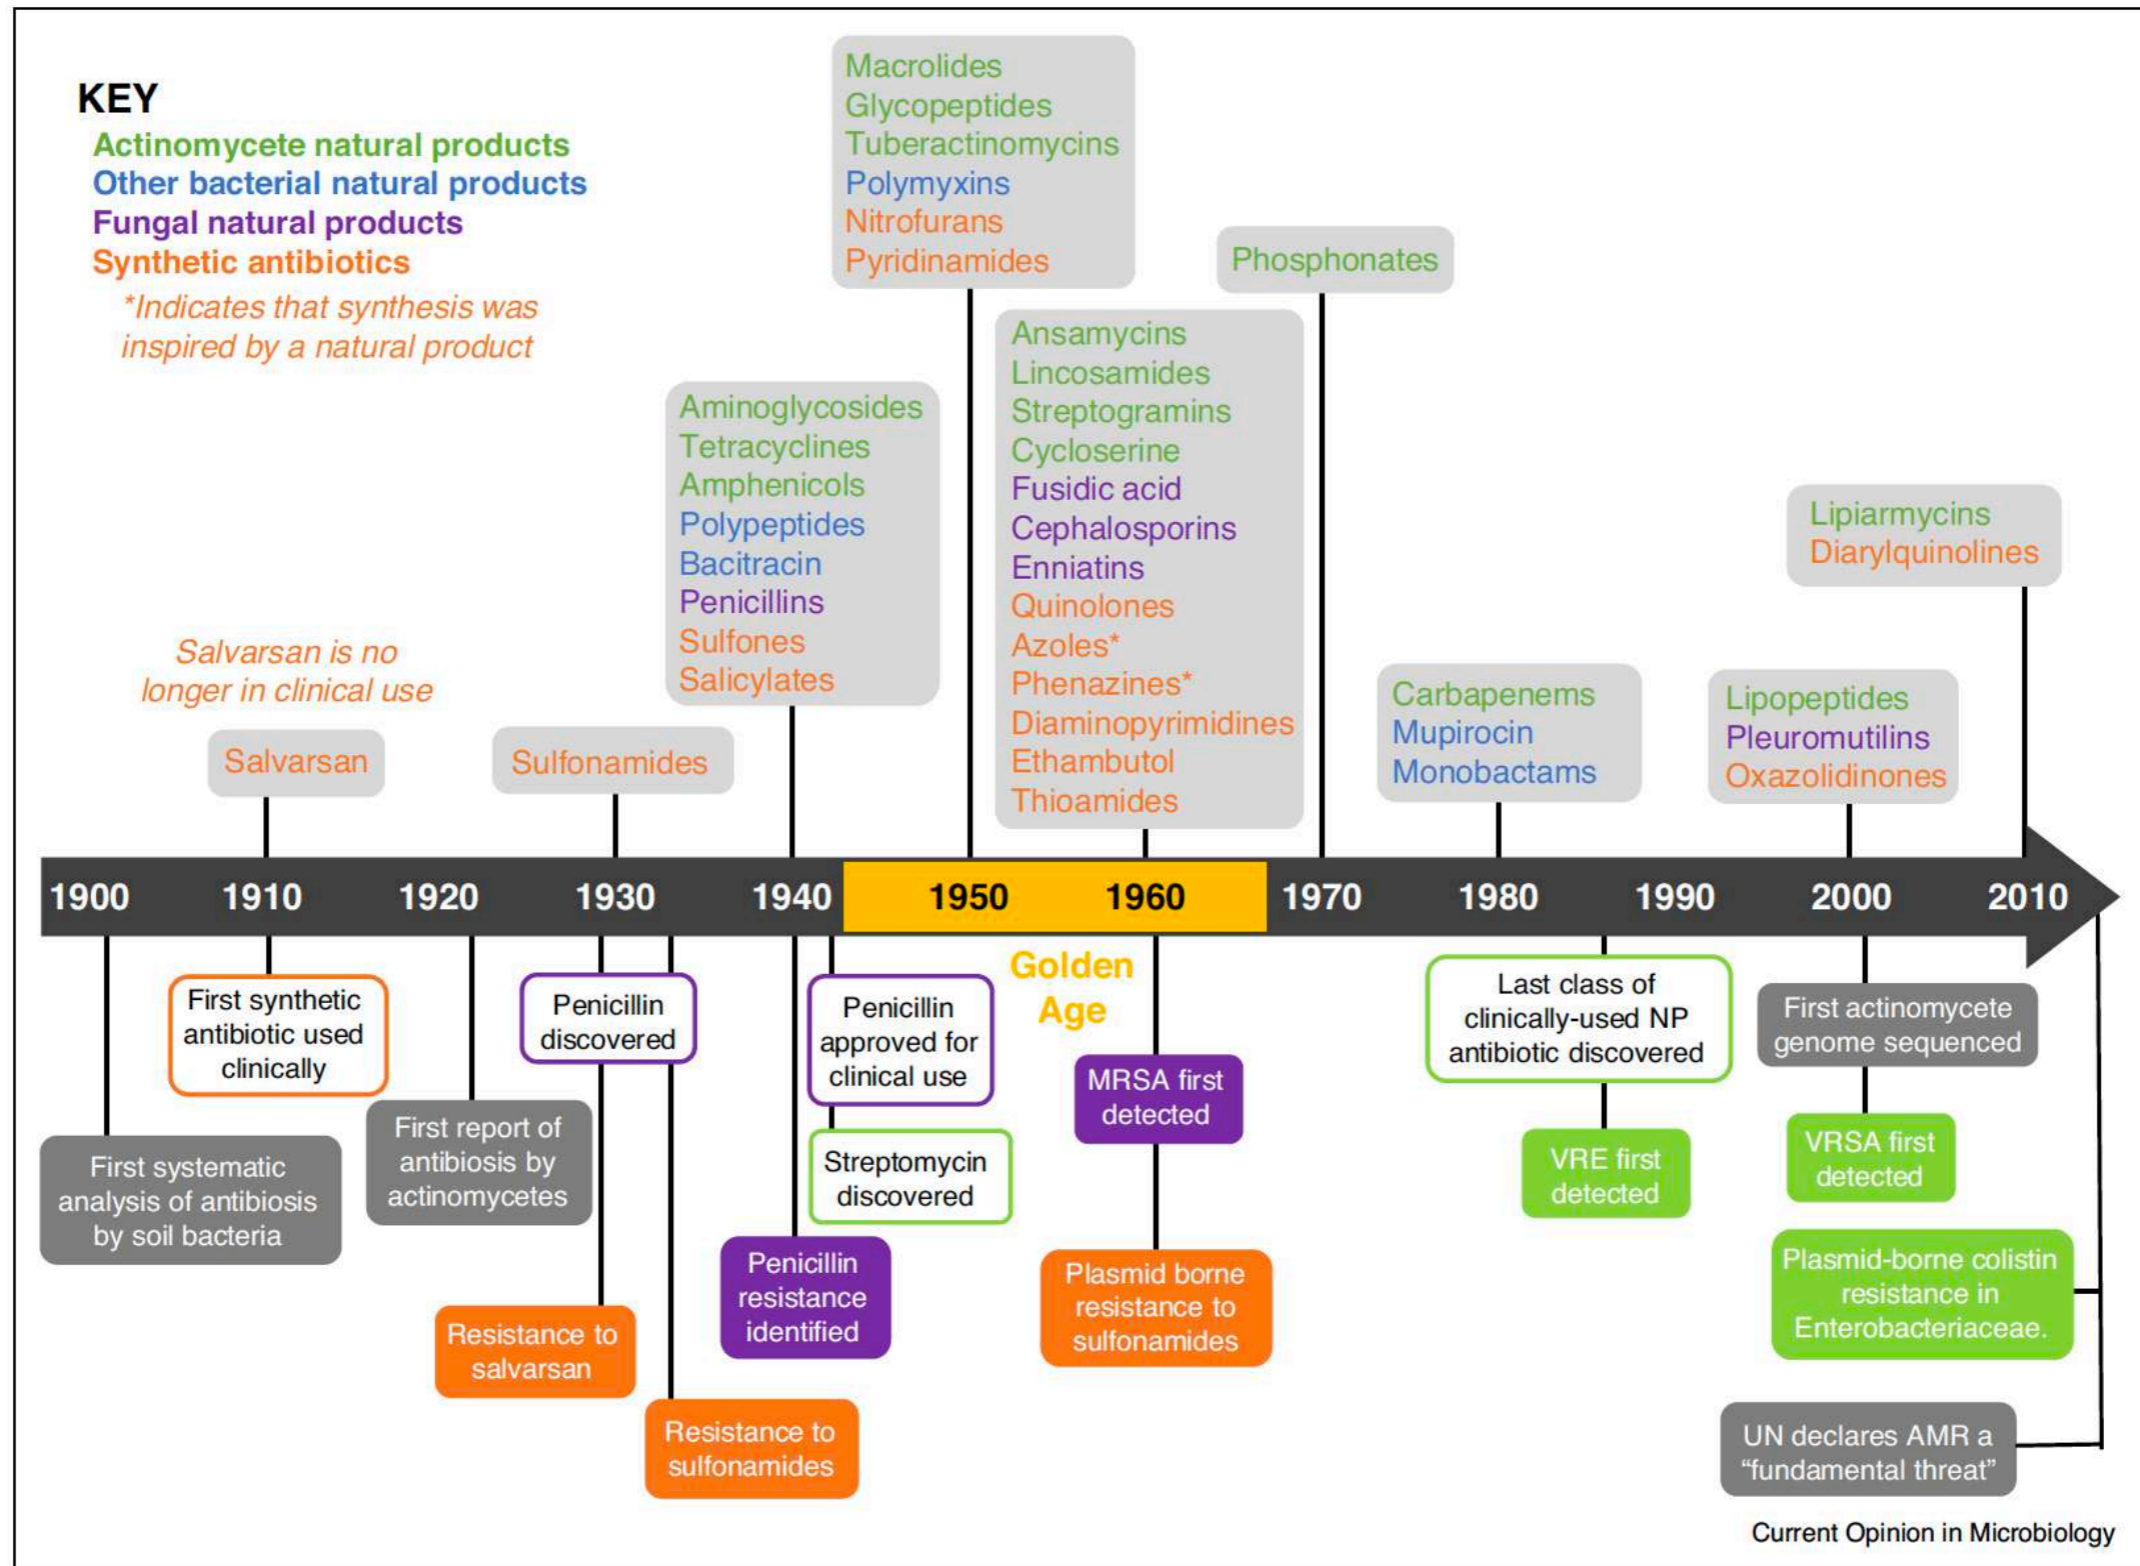 KEY
Actinomycete natural products
Other bacterial natural products
Fungal natural products
Synthetic antibiotics
*Indicates that synthesis was
inspired by a natural product
Salvarsan is no
longer in clinical use
Salvarsan
Sulfonamides
Aminoglycosides
Tetracyclines
Amphenicols
Polypeptides
Bacitracin
Penicillins
Sulfones
Salicylates
Macrolides
Glycopeptides
Tuberactinomycins
Polymyxins
Nitrofurans
Pyridinamides
Ansamycins
Lincosamides
Streptogramins
Cycloserine
Fusidic acid
Cephalosporins
Enniatins
Quinolones
Azoles*
Phenazines*
Diaminopyrimidines
Ethambutol
Thioamides
Phosphonates
Carbapenems
Mupirocin
Monobactams
Lipopeptides
Pleuromutilins
Oxazolidinones
Lipiarmycins
Diarylquinolines
1900 1910 1920 1930 1940 1950 1960 1970 1980 1990 2000 2010
Golden
Age
First systematic
analysis of antibiosis
by soil bacteria
First synthetic
antibiotic used
clinically
First report of
antibiosis by
actinomycetes
Penicillin
discovered
Resistance to
salvarsan
Resistance to
sulfonamides
Penicillin
resistance
identified
Penicillin
approved for
clinical use
Streptomycin
discovered
MRSA first
detected
Plasmid borne
resistance to
sulfonamides
Last class of
clinically-used NP
antibiotic discovered
VRE first
detected
First actinomycete
genome sequenced
VRSA first
detected
Plasmid-borne colistin
resistance in
Enterobacteriaceae.
UN declares AMR a
“fundamental threat”
Current Opinion in Microbiology